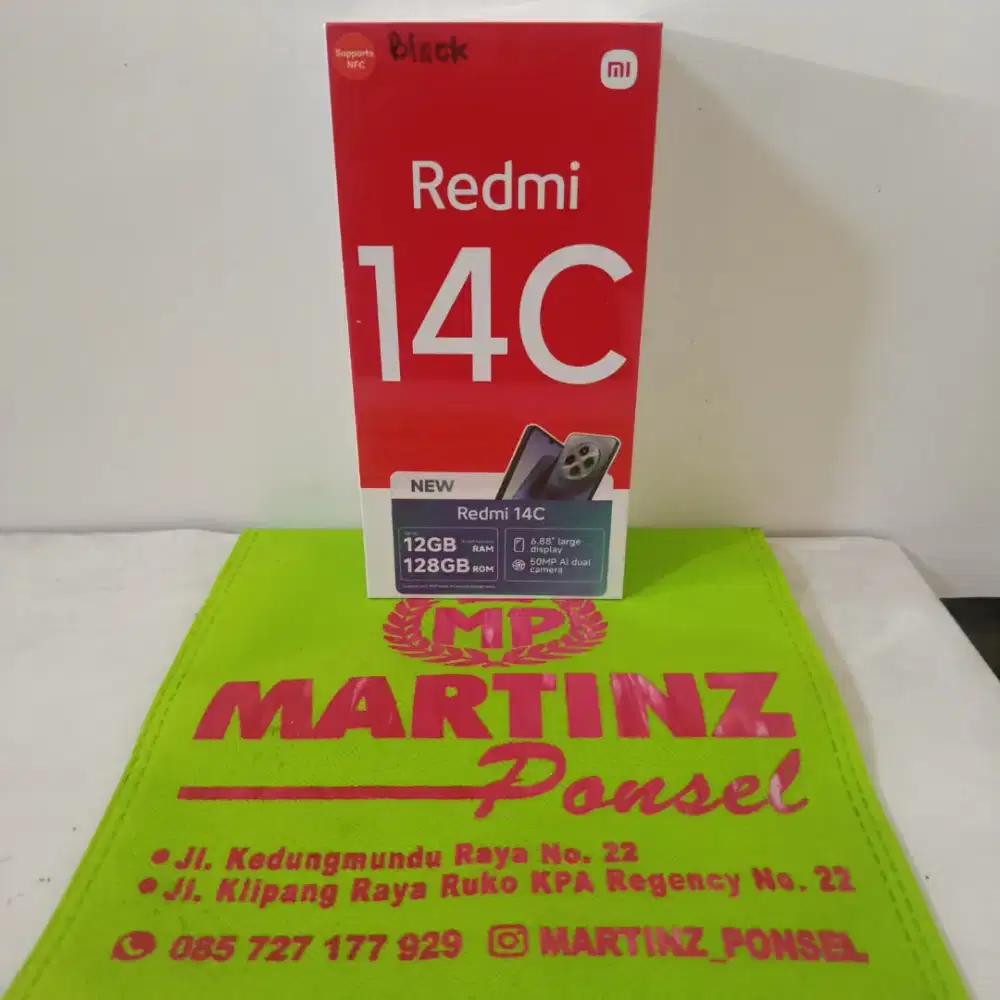 Supports
NFC
Black
mi
Redmi
14C
NEW
Redmi 14C
12GB RAM
128GB ROM
6.88" large
display
50MP AI dual
camera
MP
MARTINZ
Ponsel
• Jl. Kedungmundu Raya No. 22
• Jl. Klipang Raya Ruko KPA Regency No. 22
085 727 177 929 MARTINZ_PONSEL